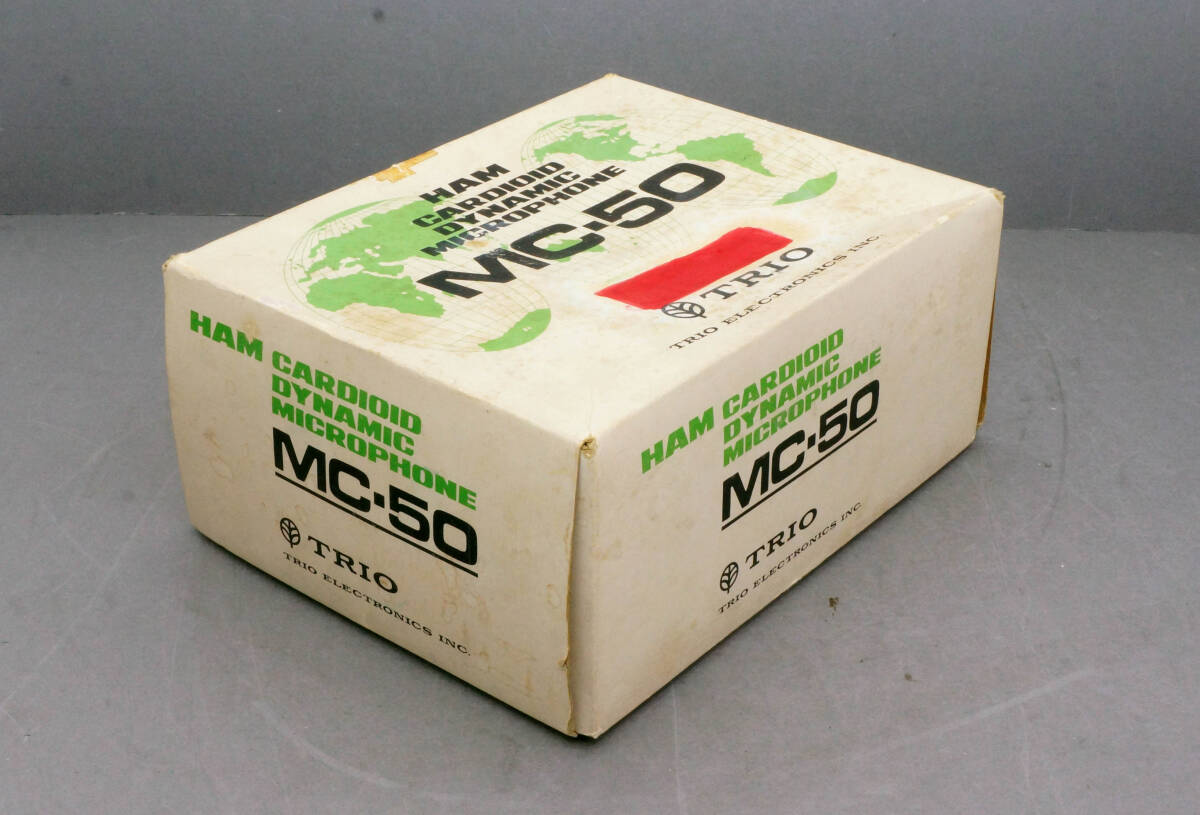 HAM
CARDIOID
DYNAMIC
MICROPHONE
MC-50
TRIO
TRIO ELECTRONICS INC.
HAM CARDIOID
DYNAMIC
MICROPHONE
MC-50
TRIO
TRIO ELECTRONICS INC.
HAM CARDIOID
DYNAMIC
MICROPHONE
MC-50
TRIO
TRIO ELECTRONICS INC.